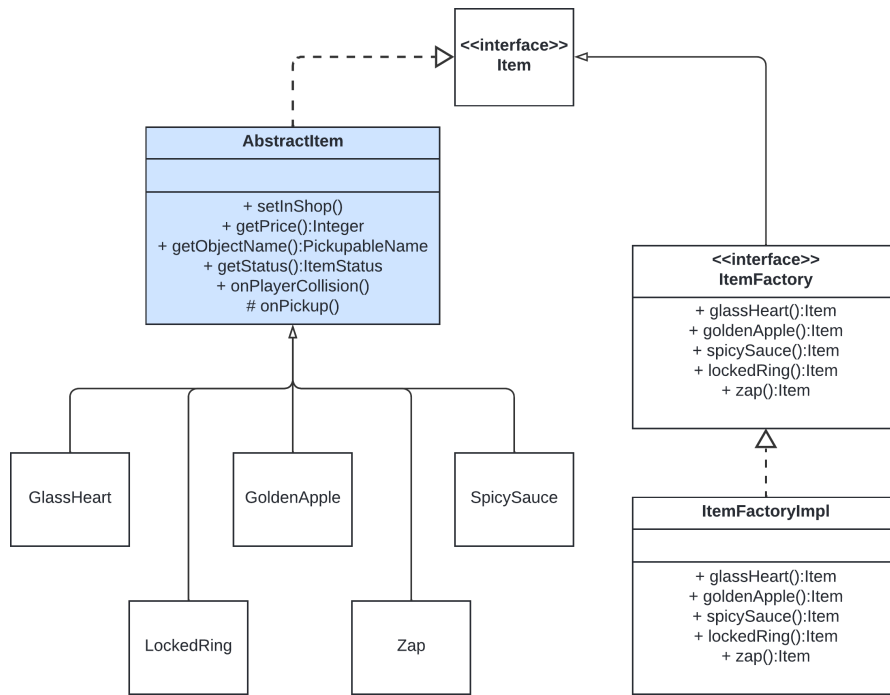 <<interface>>
Item
AbstractItem
+ setInShop()
+ getPrice():Integer
+ getObjectName():PickupableName
+ getStatus():ItemStatus
+ onPlayerCollision()
# onPickup()
<<interface>>
ItemFactory
+ glassHeart():Item
+ goldenApple():Item
+ spicySauce():Item
+ lockedRing():Item
+ zap():Item
GlassHeart
GoldenApple
SpicySauce
ItemFactoryImpl
+ glassHeart():Item
+ goldenApple():Item
+ spicySauce():Item
+ lockedRing():Item
+ zap():Item
LockedRing
Zap